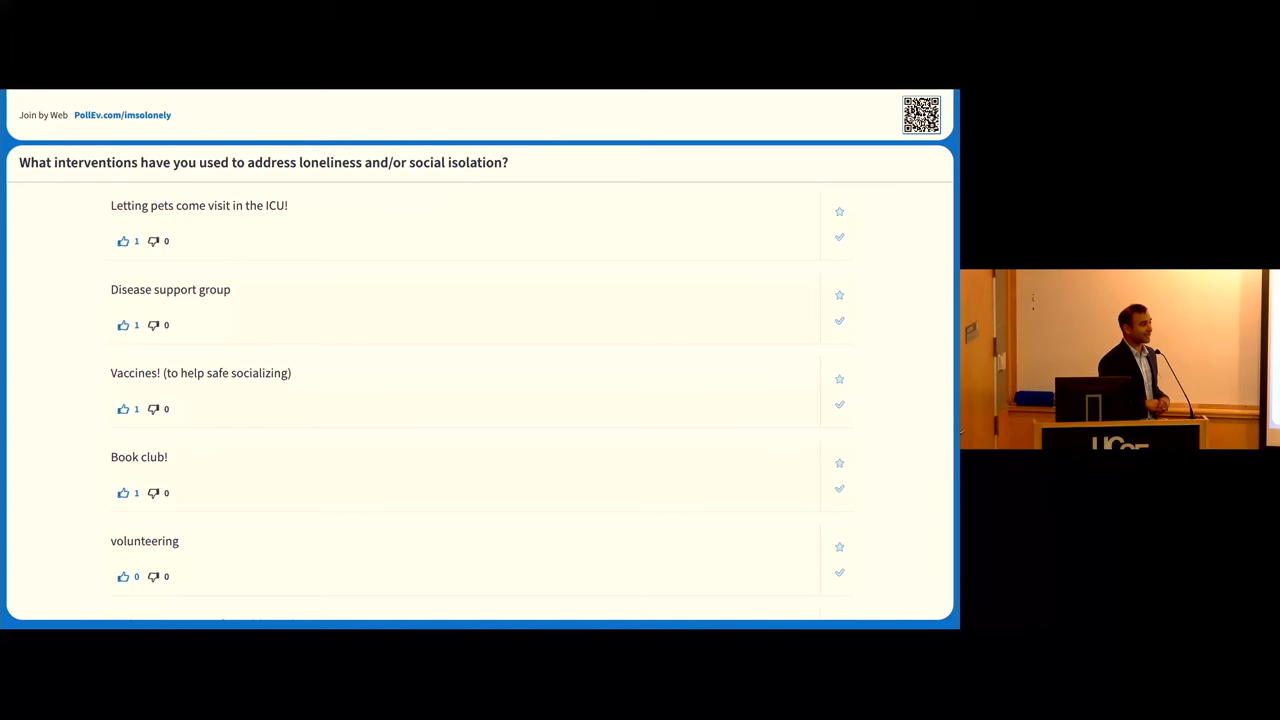 Join by Web PollEv.com/imsolonely
What interventions have you used to address loneliness and/or social isolation?
Letting pets come visit in the ICU!
1 0
Disease support group
1 0
Vaccines! (to help safe socializing)
1 0
Book club!
1 0
volunteering
0 0
UCSF